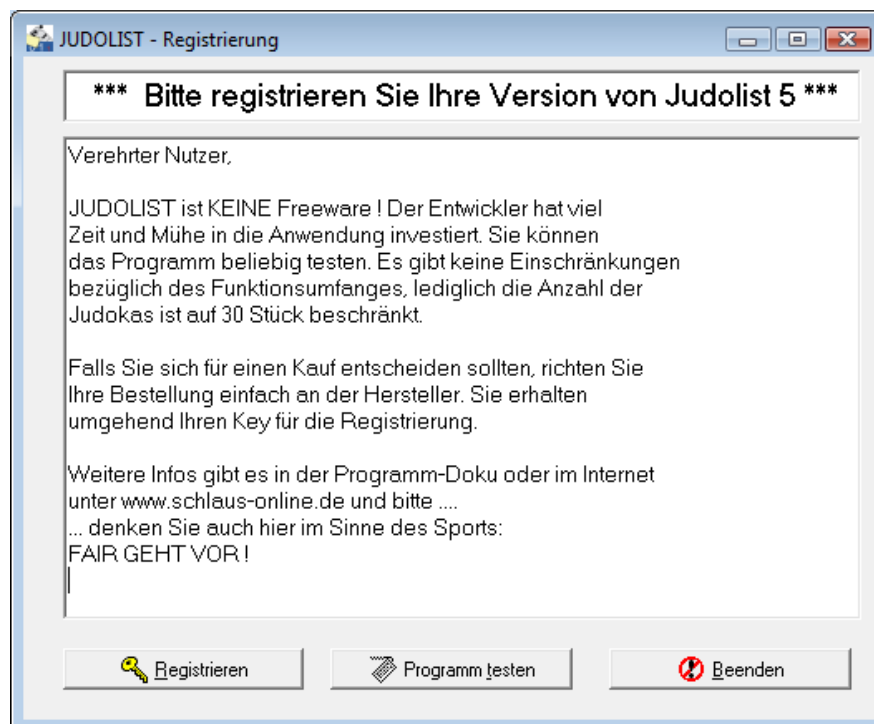 JUDOLIST - Registrierung
*** Bitte registrieren Sie Ihre Version von Judolist 5 ***
Verehrter Nutzer,
JUDOLIST ist KEINE Freeware ! Der Entwickler hat viel
Zeit und Mühe in die Anwendung investiert. Sie können
das Programm beliebig testen. Es gibt keine Einschränkungen
bezüglich des Funktionsumfanges, lediglich die Anzahl der
Judokas ist auf 30 Stück beschränkt.
Falls Sie sich für einen Kauf entscheiden sollten, richten Sie
Ihre Bestellung einfach an der Hersteller. Sie erhalten
umgehend Ihren Key für die Registrierung.
Weitere Infos gibt es in der Programm-Doku oder im Internet
unter www.schlaus-online.de und bitte ....
... denken Sie auch hier im Sinne des Sports:
FAIR GEHT VOR !
Registrieren Programm testen Beenden